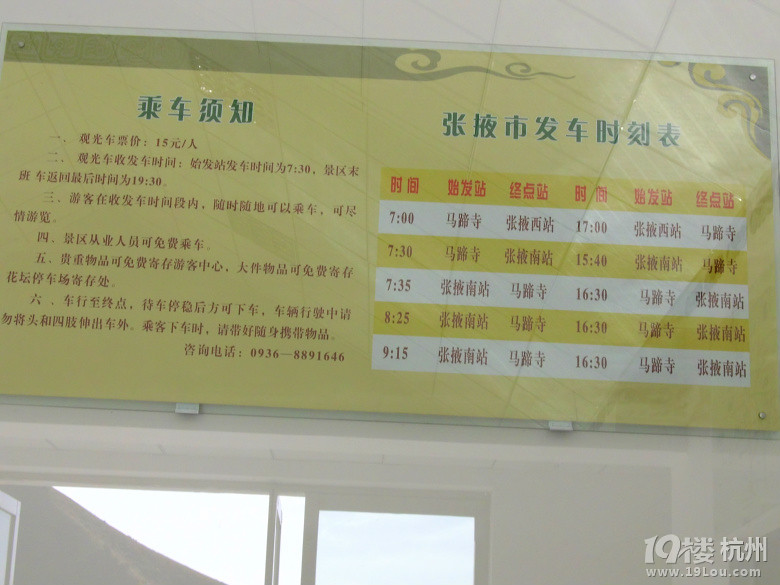 乘车须知
一、观光车票价：15元/人
二、观光车收发车时间：始发站发车时间为7:30，景区末
班车返回最后时间为19:30。
三、游客在收发车时间段内，随时随地可以乘车，可尽
情游览。
四、景区从业人员可免费乘车。
五、贵重物品可免费寄存游客中心，大件物品可免费寄存
花坛停车场寄存处。
六、车行至终点，待车停稳后方可下车，车辆行驶中请
勿将头和四肢伸出车外。乘客下车时，请带好随身携带物品。
咨询电话：0936—8891646
张掖市发车时刻表
时间 始发站 终点站 时间 始发站 终点站
7:00 马蹄寺 张掖西站 17:00 张掖西站 马蹄寺
7:30 马蹄寺 张掖南站 15:40 张掖南站 马蹄寺
7:35 张掖南站 马蹄寺 16:30 马蹄寺 张掖南站
8:25 张掖南站 马蹄寺 16:30 马蹄寺 张掖南站
9:15 张掖南站 马蹄寺 16:30 马蹄寺 张掖南站
19楼 杭州
www.19Lou.com